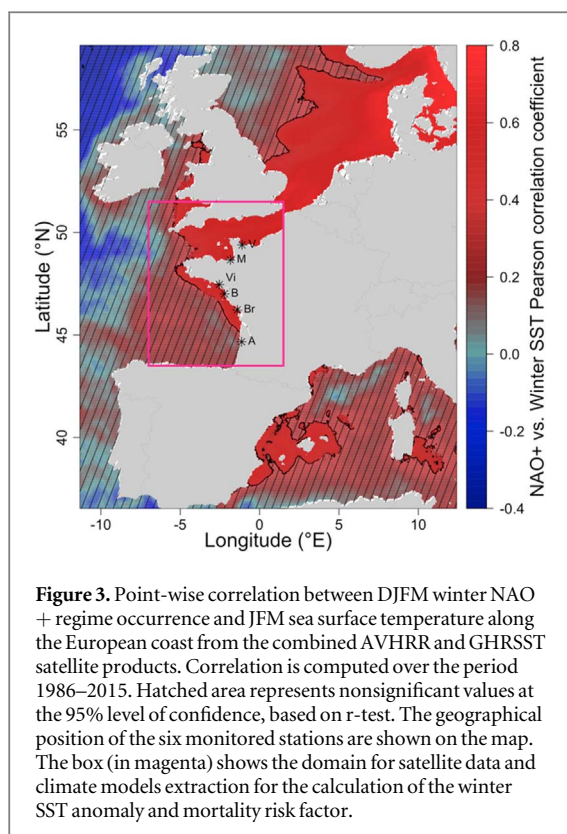 55
50
45
40
Latitude (°N)
V
M
Vi
B
Br
A
-10
-5
0
5
10
Longitude (°E)
0.8
0.6
0.4
0.2
0.0
-0.2
-0.4
NAO+ vs. Winter SST Pearson correlation coefficient
Figure 3. Point-wise correlation between DJFM winter NAO
+ regime occurrence and JFM sea surface temperature along
the European coast from the combined AVHRR and GHRSST
satellite products. Correlation is computed over the period
1986–2015. Hatched area represents nonsignificant values at
the 95% level of confidence, based on r-test. The geographical
position of the six monitored stations are shown on the map.
The box (in magenta) shows the domain for satellite data and
climate models extraction for the calculation of the winter
SST anomaly and mortality risk factor.